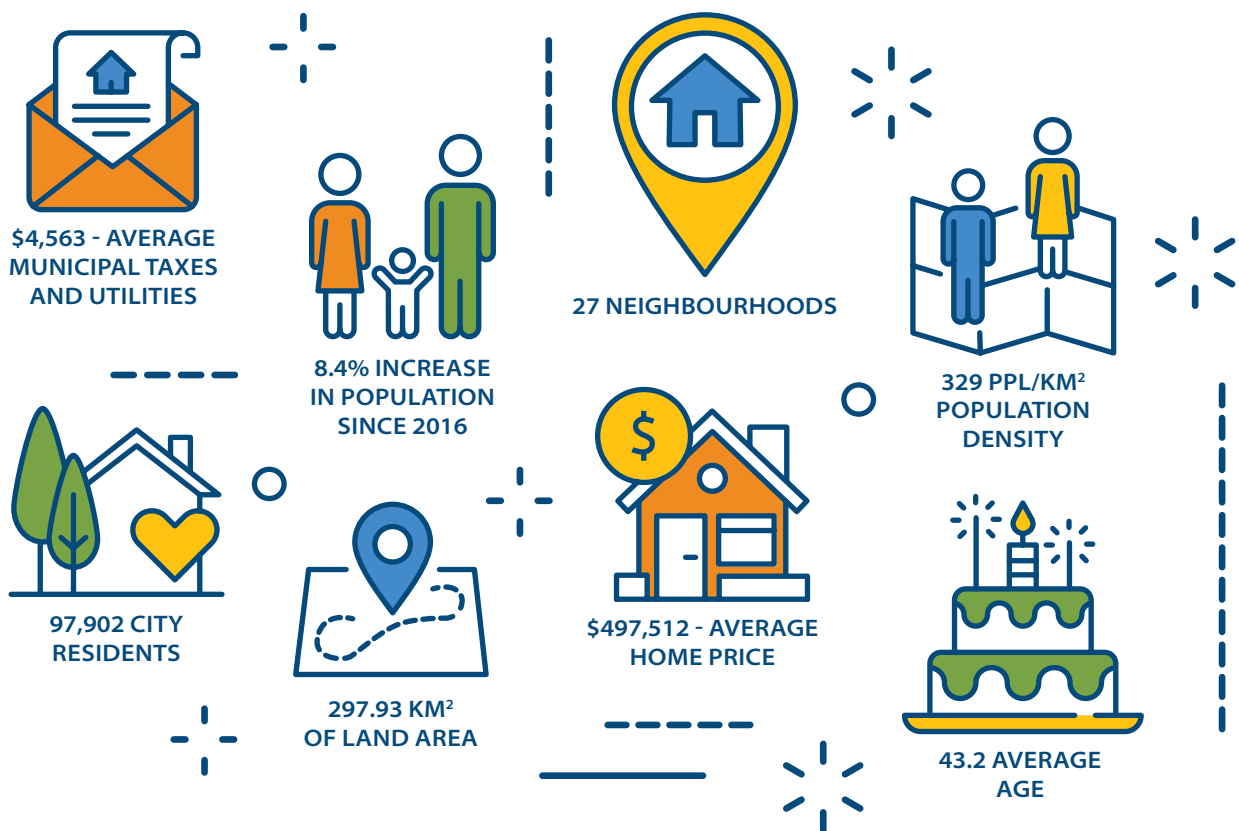 $4,563 - AVERAGE
MUNICIPAL TAXES
AND UTILITIES
8.4% INCREASE
IN POPULATION
SINCE 2016
27 NEIGHBOURHOODS
329 PPL/KM²
POPULATION
DENSITY
97,902 CITY
RESIDENTS
297.93 KM²
OF LAND AREA
$
$497,512 - AVERAGE
HOME PRICE
43.2 AVERAGE
AGE